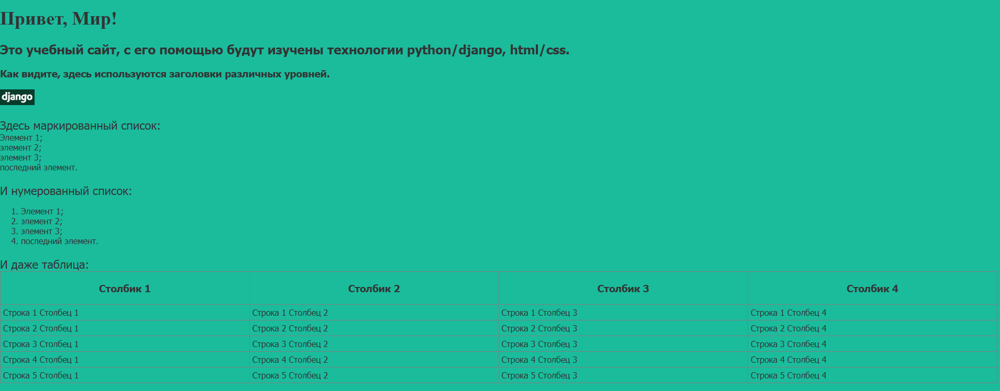 Привет, Мир!
Это учебный сайт, с его помощью будут изучены технологии python/django, html/css.
Как видите, здесь используются заголовки различных уровней.
django
Здесь маркированный список:
Элемент 1;
элемент 2;
элемент 3;
последний элемент.
И нумерованный список:
1. Элемент 1;
2. элемент 2;
3. элемент 3;
4. последний элемент.
И даже таблица:
Столбик 1 Столбик 2 Столбик 3 Столбик 4
Строка 1 Столбец 1 Строка 1 Столбец 2 Строка 1 Столбец 3 Строка 1 Столбец 4
Строка 2 Столбец 1 Строка 2 Столбец 2 Строка 2 Столбец 3 Строка 2 Столбец 4
Строка 3 Столбец 1 Строка 3 Столбец 2 Строка 3 Столбец 3 Строка 3 Столбец 4
Строка 4 Столбец 1 Строка 4 Столбец 2 Строка 4 Столбец 3 Строка 4 Столбец 4
Строка 5 Столбец 1 Строка 5 Столбец 2 Строка 5 Столбец 3 Строка 5 Столбец 4